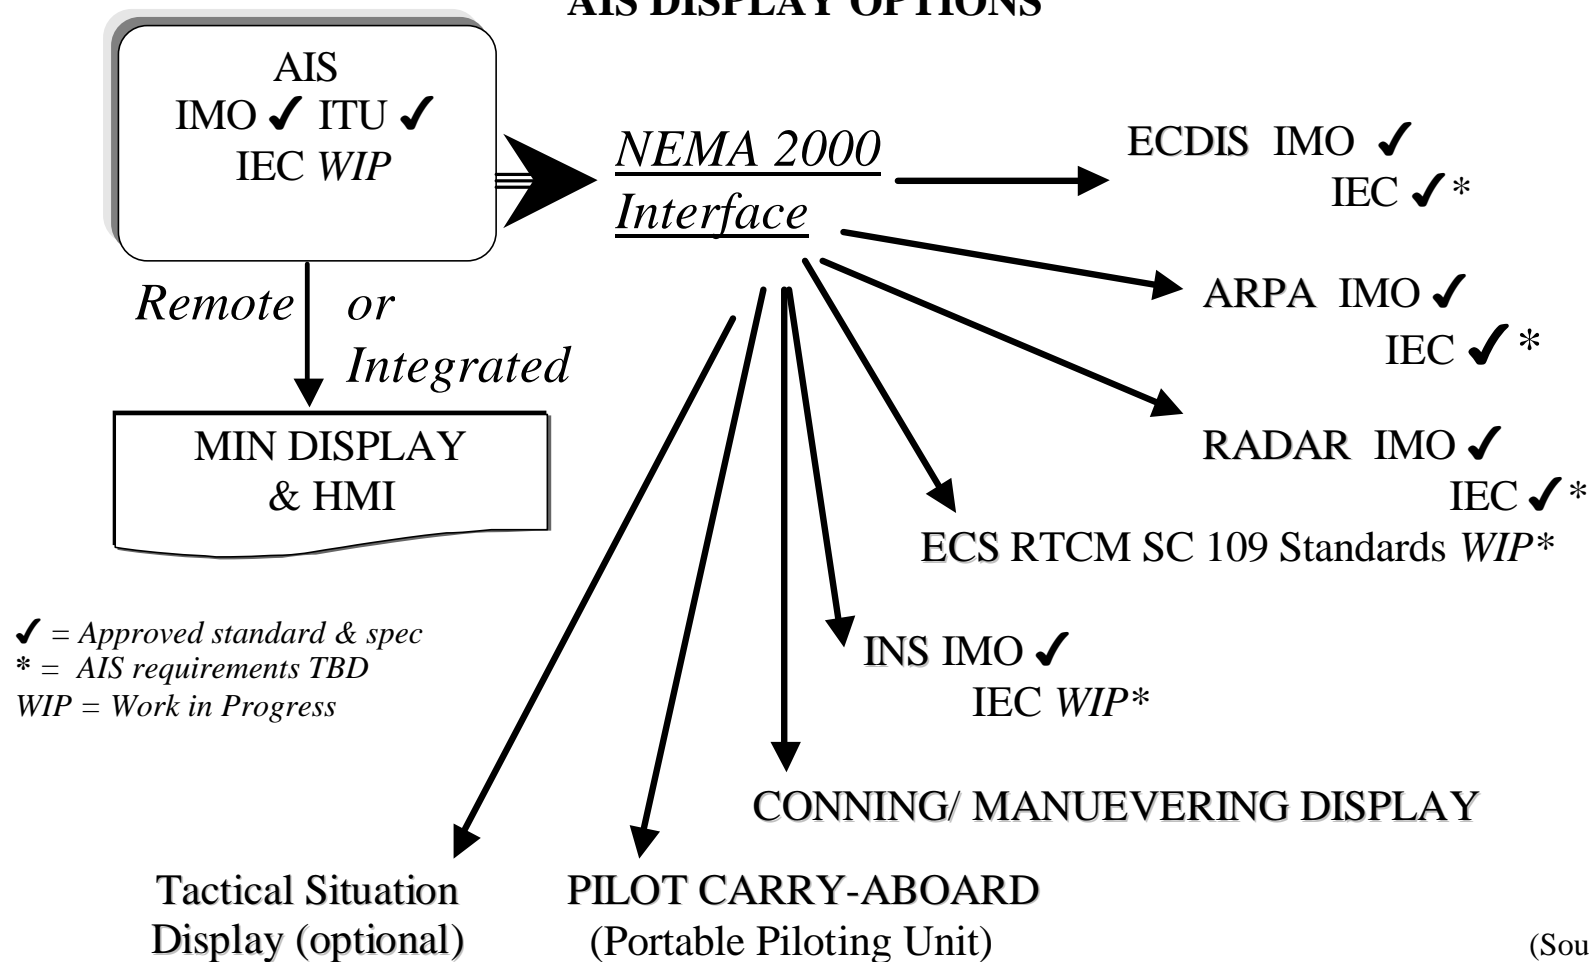 AIS DISPLAY OPTIONS
AIS
IMO ✔ ITU ✔
IEC WIP
NEMA 2000
Interface
ECDIS IMO ✔
IEC ✔*
Remote or
Integrated
ARPA IMO ✔
IEC ✔*
MIN DISPLAY
& HMI
RADAR IMO ✔
IEC ✔*
ECS RTCM SC 109 Standards WIP*
✔ = Approved standard & spec
* = AIS requirements TBD
WIP = Work in Progress
INS IMO ✔
IEC WIP*
CONNING/ MANUEVERING DISPLAY
Tactical Situation
Display (optional)
PILOT CARRY-ABOARD
(Portable Piloting Unit)
(Sou